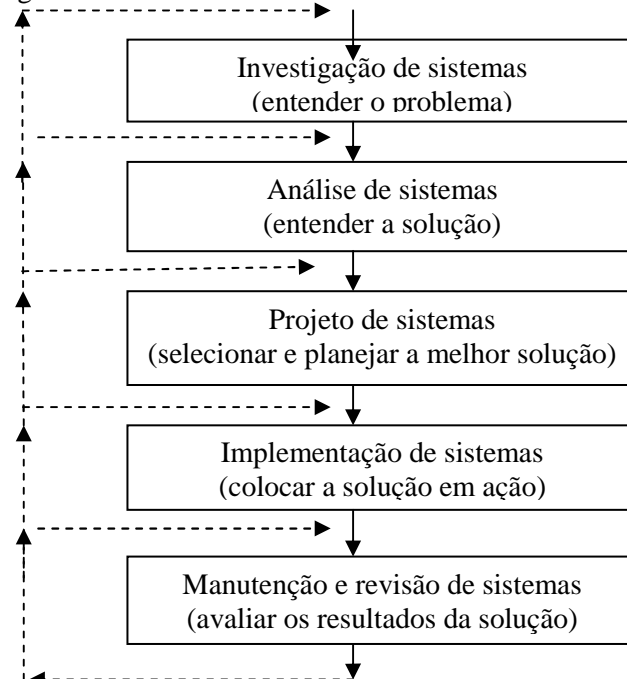 Investigação de sistemas
(entender o problema)
Análise de sistemas
(entender a solução)
Projeto de sistemas
(selecionar e planejar a melhor solução)
Implementação de sistemas
(colocar a solução em ação)
Manutenção e revisão de sistemas
(avaliar os resultados da solução)